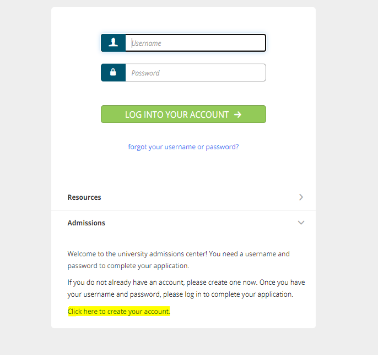 Username
Password
LOG INTO YOUR ACCOUNT →
forgot your username or password?
Resources
Admissions
Welcome to the university admissions center! You need a username and
password to complete your application.
If you do not already have an account, please create one now. Once you have
your username and password, please log in to complete your application.
Click here to create your account.